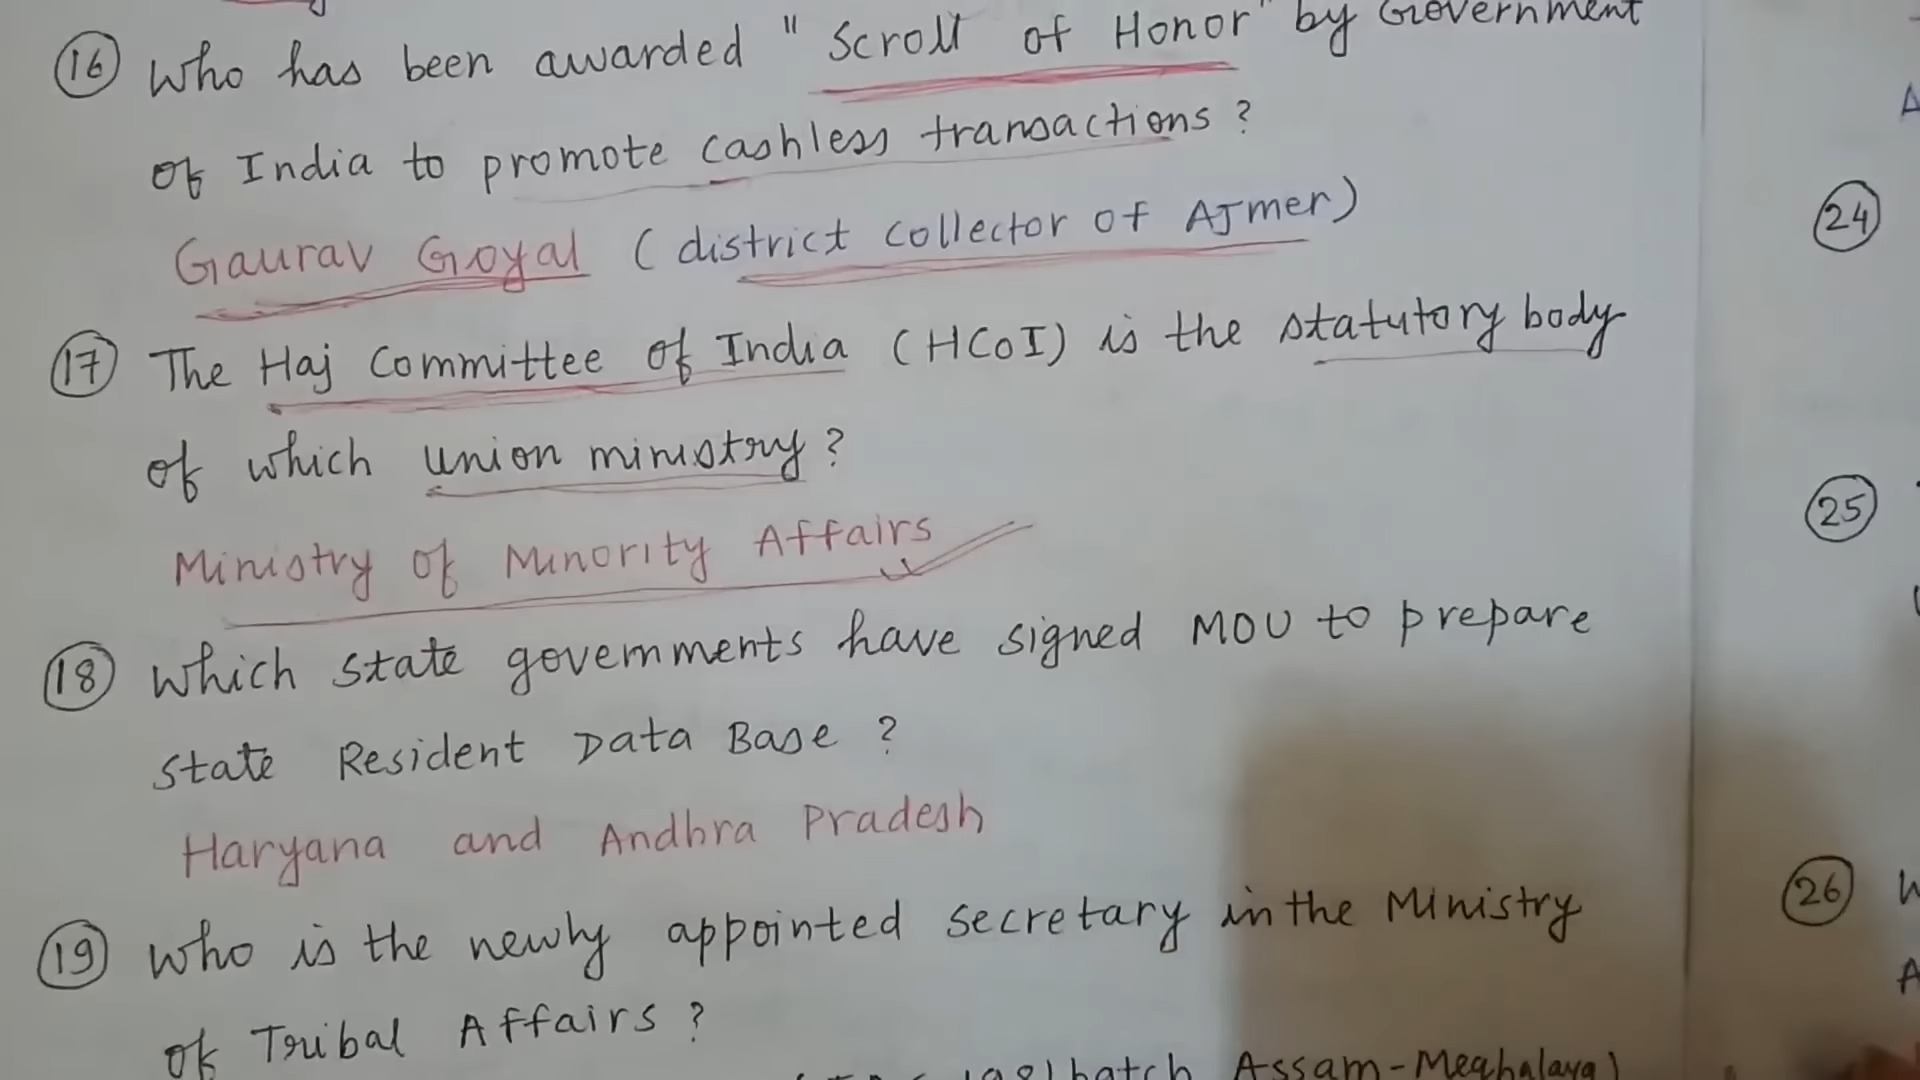 16 Who has been awarded "Scroll of Honor" by Government
of India to promote cashless transactions?
Gaurav Goyal (district collector of AJmer)
17 The Haj Committee of India (HCoI) is the statutory body
of which union ministry?
Ministry of Minority Affairs
18 Which state governments have signed MOU to prepare
state Resident Data Base?
Haryana and Andhra Pradesh
19 Who is the newly appointed secretary in the Ministry
of Tribal Affairs?
batch Assam-Meghalaya)
24
25
26